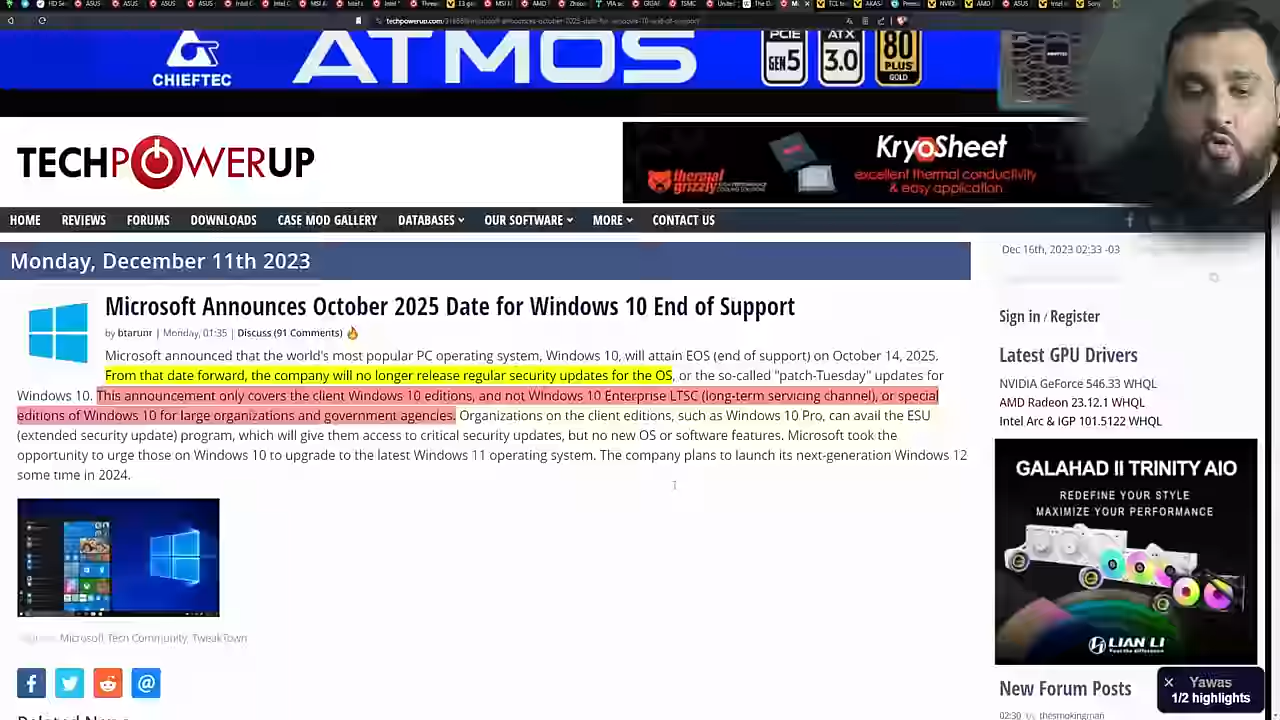 techpowerup.com
ATMOS
CHIEFTEC
PCIE
GEN5
ATX
3.0
80
PLUS
GOLD
TECHPOWERUP
KryoSheet
excellent thermal conductivity
& easy application
thermal
grizzly
HOME REVIEWS FORUMS DOWNLOADS CASE MOD GALLERY DATABASES OUR SOFTWARE MORE CONTACT US
Monday, December 11th 2023
Dec 16th, 2023 02:33 -03
Microsoft Announces October 2025 Date for Windows 10 End of Support
by btarunr | Monday, 01:35 | Discuss (91 Comments)
Microsoft announced that the world's most popular PC operating system, Windows 10, will attain EOS (end of support) on October 14, 2025.
From that date forward, the company will no longer release regular security updates for the OS, or the so-called "patch-Tuesday" updates for
Windows 10. This announcement only covers the client Windows 10 editions, and not Windows 10 Enterprise LTSC (long-term servicing channel), or special
editions of Windows 10 for large organizations and government agencies. Organizations on the client editions, such as Windows 10 Pro, can avail the ESU
(extended security update) program, which will give them access to critical security updates, but no new OS or software features. Microsoft took the
opportunity to urge those on Windows 10 to upgrade to the latest Windows 11 operating system. The company plans to launch its next-generation Windows 12
some time in 2024.
Microsoft Tech Community, TweakTown
Sign in / Register
Latest GPU Drivers
NVIDIA GeForce 546.33 WHQL
AMD Radeon 23.12.1 WHQL
Intel Arc & IGP 101.5122 WHQL
GALAHAD II TRINITY AIO
REDEFINE YOUR STYLE
MAXIMIZE YOUR PERFORMANCE
LIAN LI
New Forum Posts
02:30 by thesmokingman
Yawas
1/2 highlights